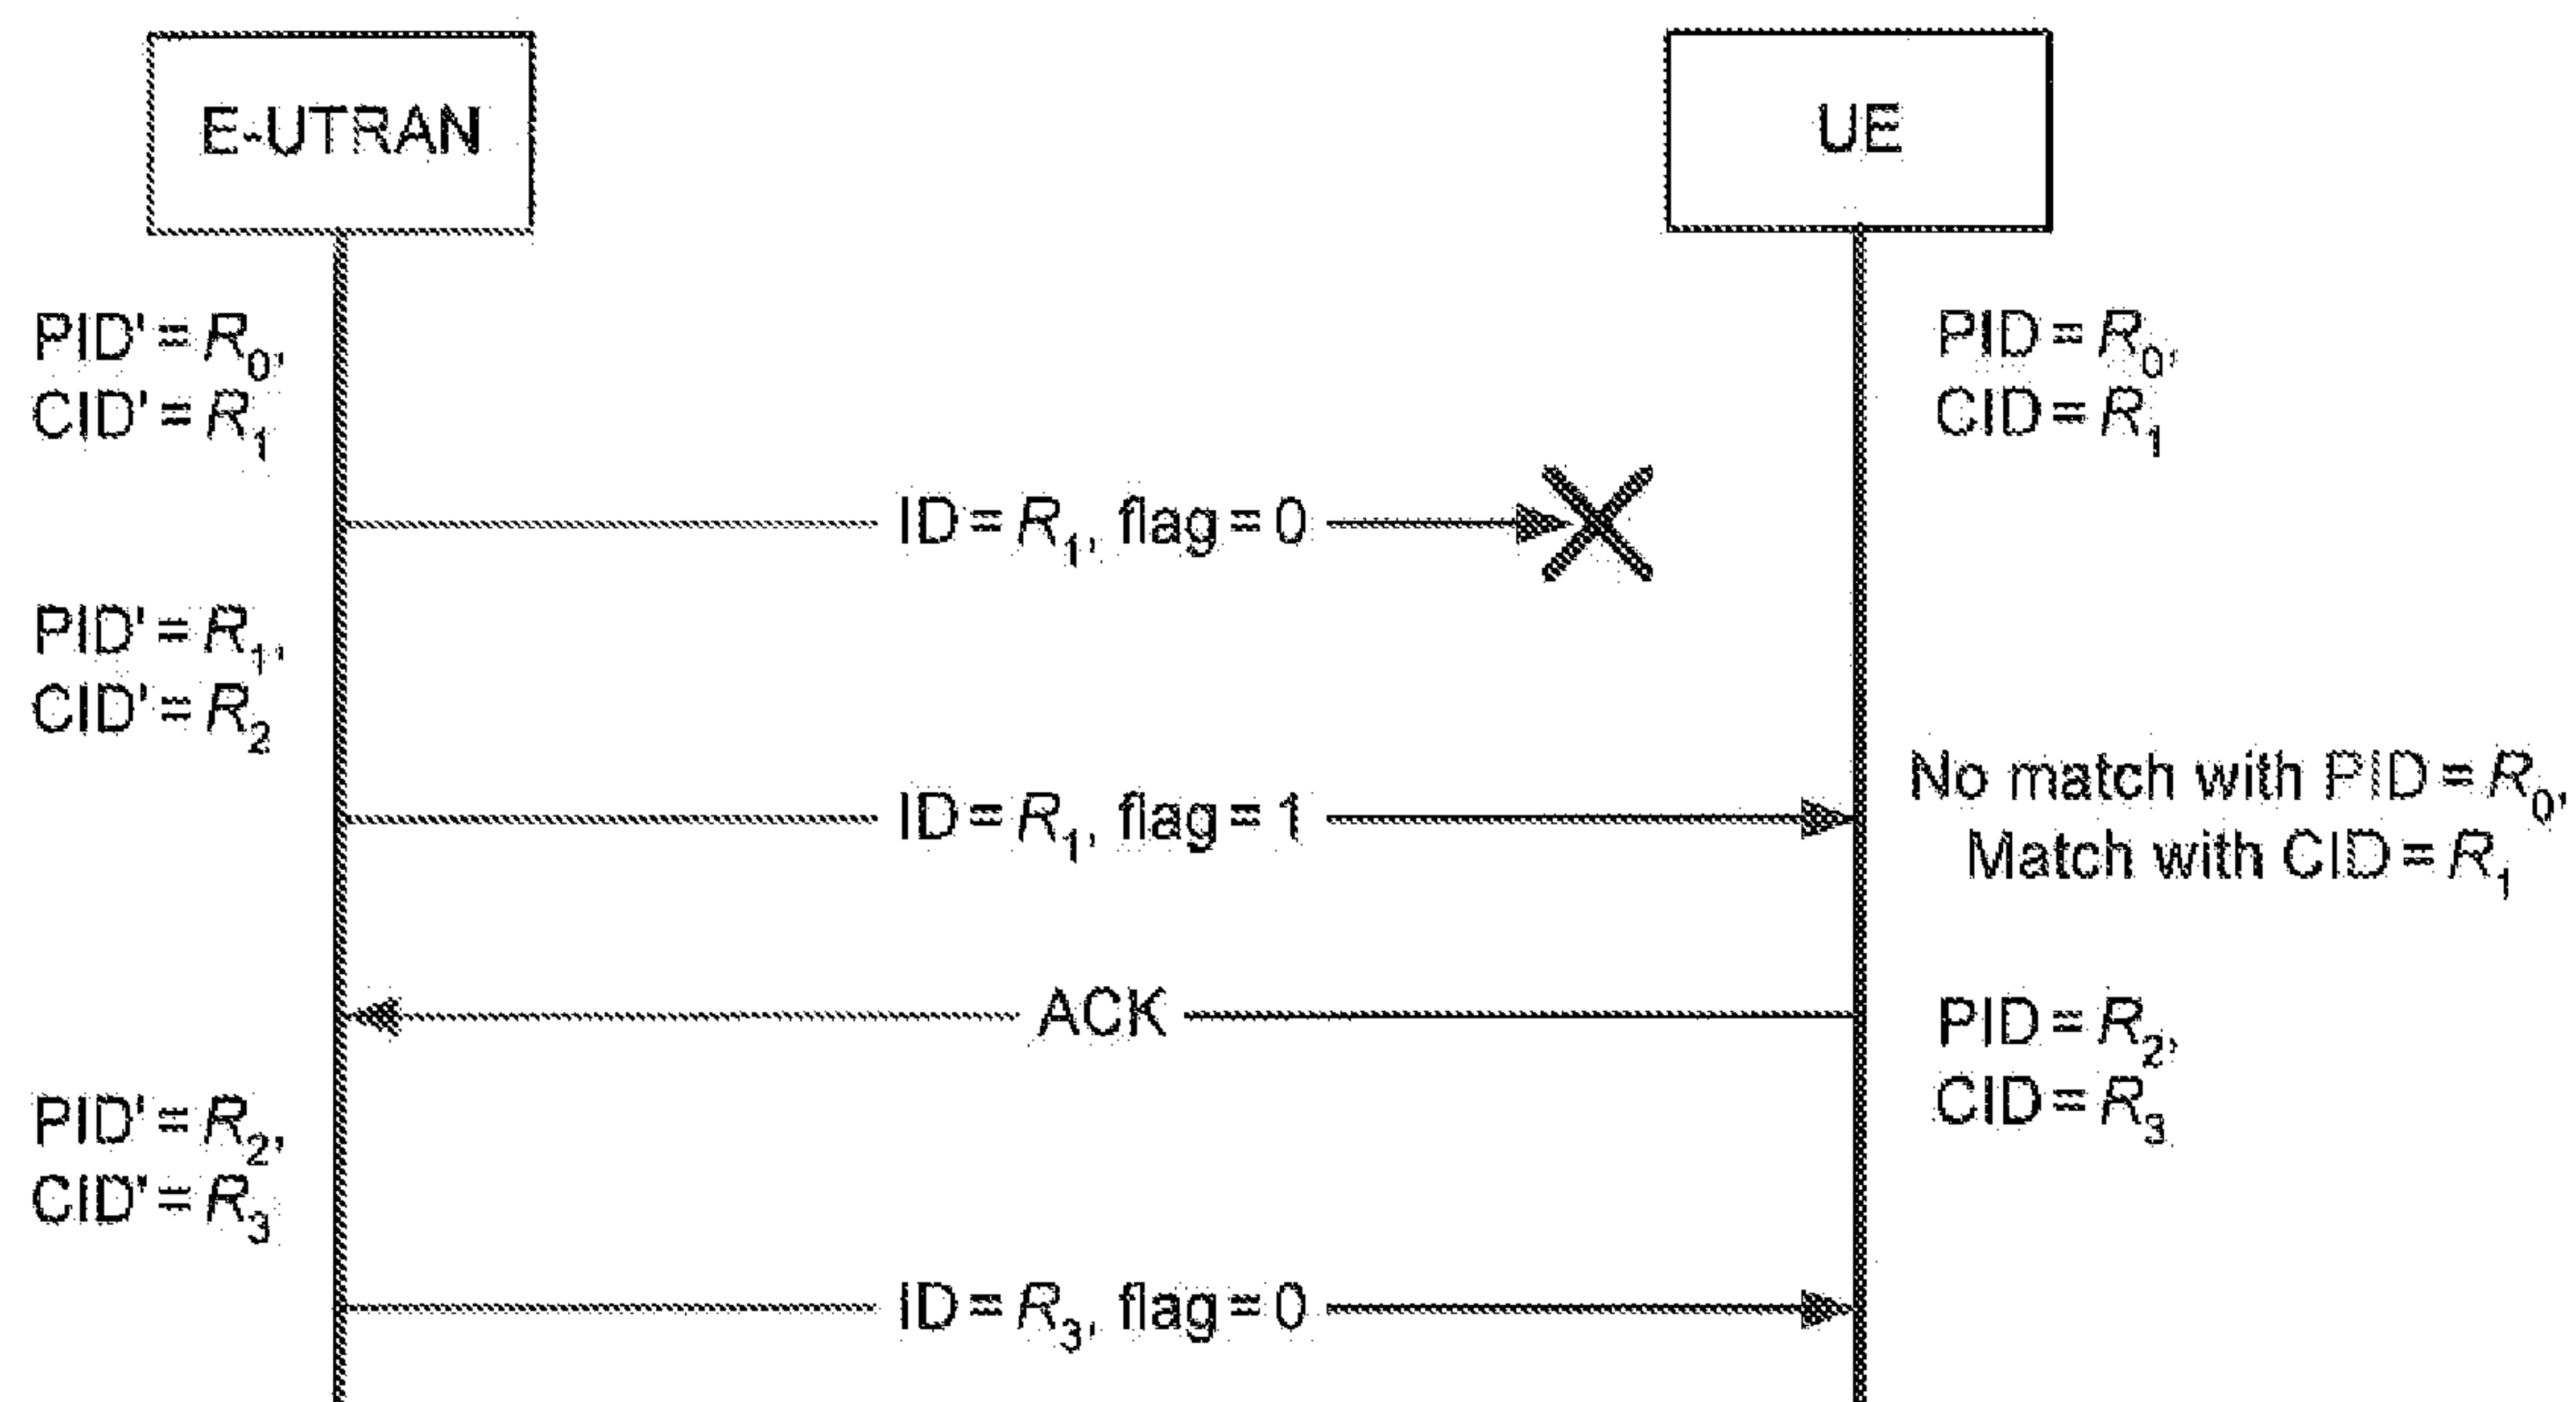 E-UTRAN
UE
PID' = R₀,
CID' = R₁
PID = R₀,
CID = R₁
ID = R₁, flag = 0
PID' = R₁,
CID' = R₂
ID = R₁, flag = 1
No match with PID = R₀,
Match with CID = R₁
ACK
PID = R₂,
CID = R₃
PID' = R₂,
CID' = R₃
ID = R₃, flag = 0